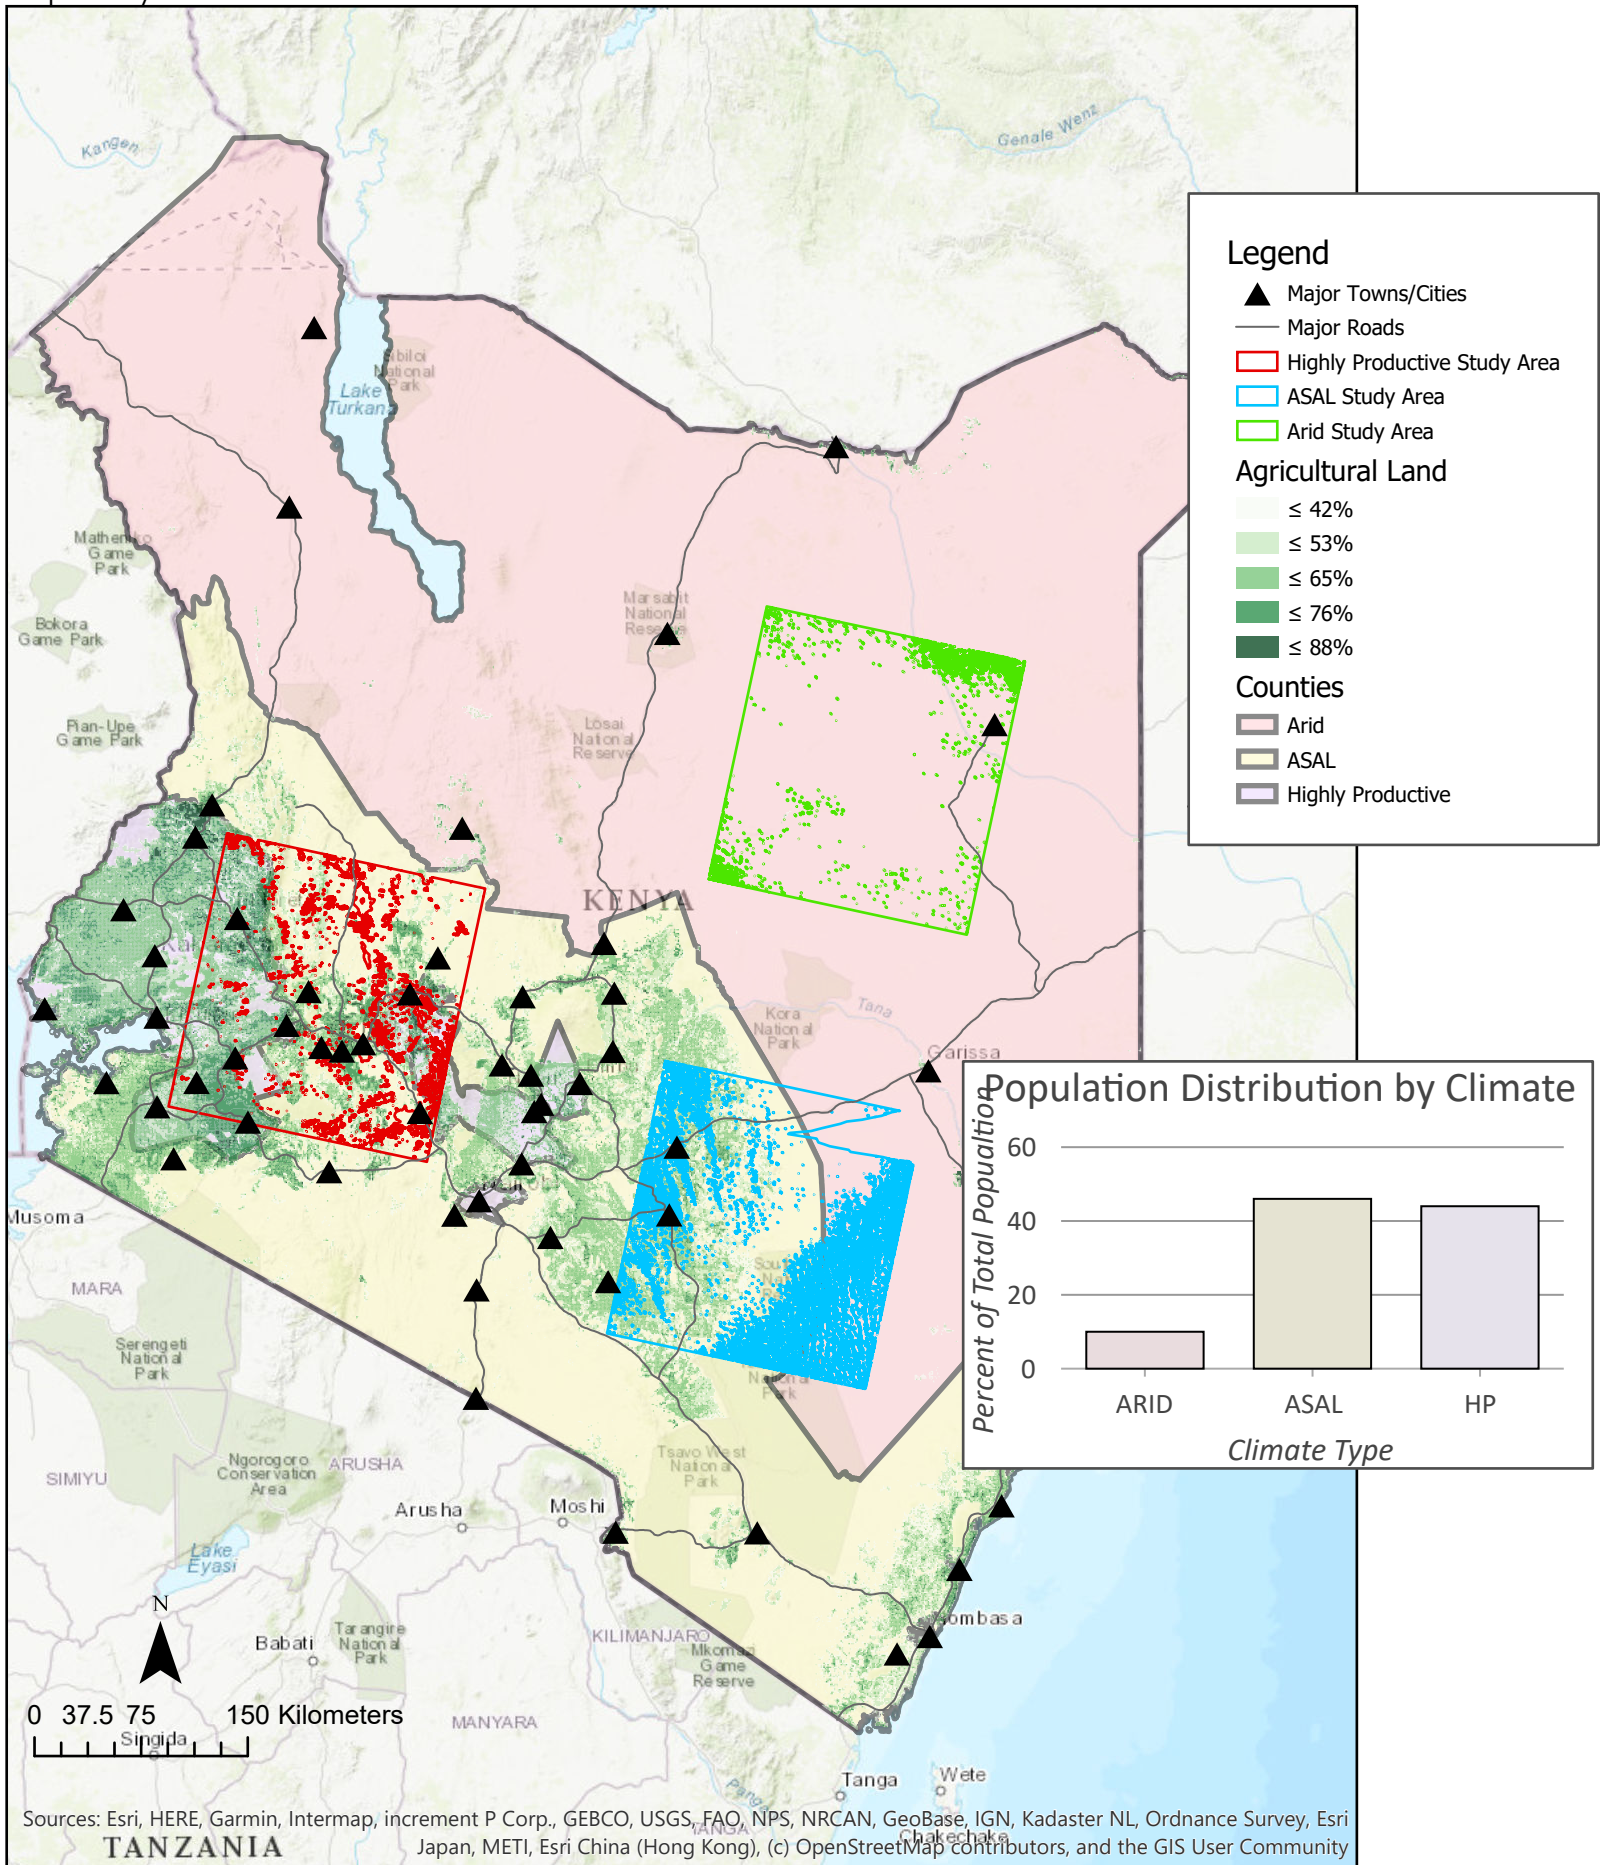 Kangen
Genale Wenz
Legend
Major Towns/Cities
Major Roads
Highly Productive Study Area
ASAL Study Area
Arid Study Area
Agricultural Land
≤ 42%
≤ 53%
≤ 65%
≤ 76%
≤ 88%
Counties
Arid
ASAL
Highly Productive
Sibiloi
National
Park
Lake
Turkana
Matheniko
Game
Park
Bokora
Game Park
Pian-Upe
Game Park
Marsabit
National
Reserve
Losai
National
Reserve
KENYA
Kora
National
Park
Tana
Garissa
Population Distribution by Climate
Percent of Total Popualtion
60
40
20
0
ARID
ASAL
HP
Climate Type
National
Park
Musoma
MARA
Serengeti
National
Park
SIMIYU
Ngorogoro
Conservation
Area
ARUSHA
Arusha
Moshi
Tsavo West
National
Park
Lake
Eyasi
N
Babati
Tarangire
National
Park
KILIMANJARO
Mkomazi
Game
Reserve
Mombasa
0 37.5 75 150 Kilometers
Singida
MANYARA
Tanga
Wete
TANGA
Chakechake
Sources: Esri, HERE, Garmin, Intermap, increment P Corp., GEBCO, USGS, FAO, NPS, NRCAN, GeoBase, IGN, Kadaster NL, Ordnance Survey, Esri
Japan, METI, Esri China (Hong Kong), (c) OpenStreetMap contributors, and the GIS User Community
TANZANIA